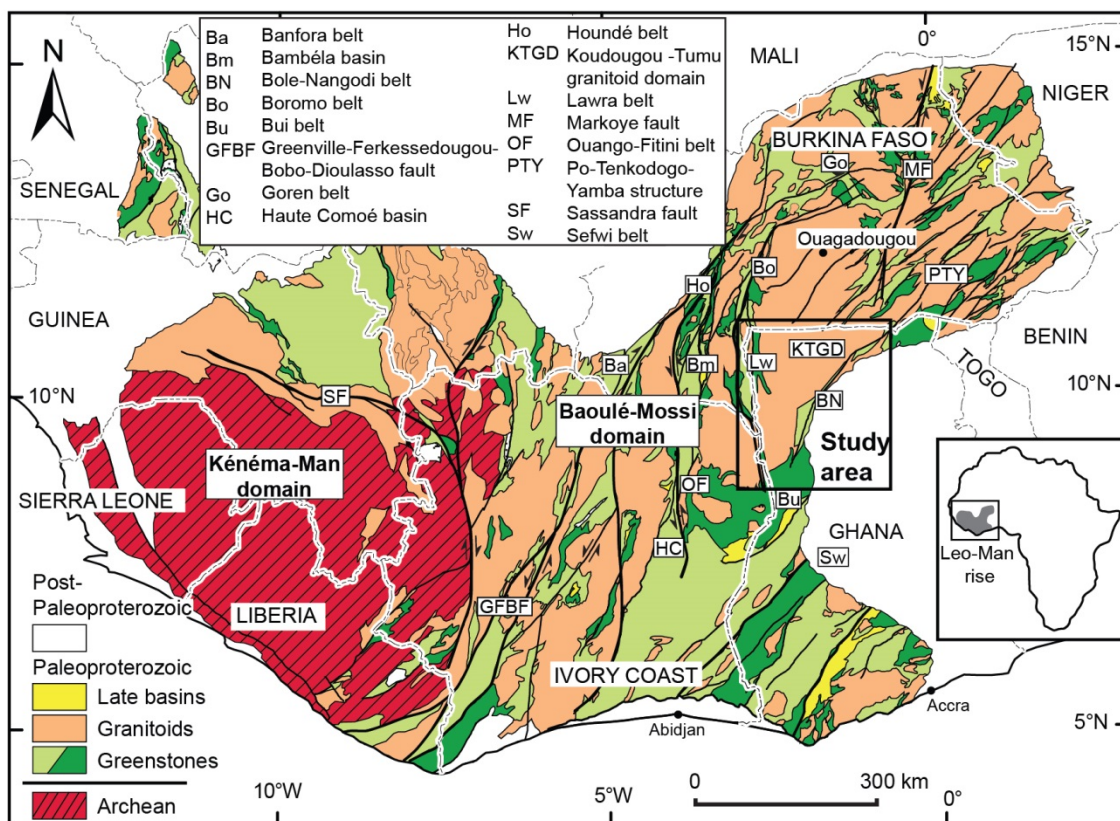 N
Ba Banfora belt
Bm Bambéla basin
BN Bole-Nangodi belt
Bo Boromo belt
Bu Bui belt
GFBF Greenville-Ferkessedougou-
Bobo-Dioulasso fault
Go Goren belt
HC Haute Comoé basin
Ho Houndé belt
KTGD Koudougou -Tumu
granitoid domain
Lw Lawra belt
MF Markoye fault
OF Ouango-Fitini belt
PTY Po-Tenkodogo-
Yamba structure
SF Sassandra fault
Sw Sefwi belt
0°
15°N
MALI
NIGER
BURKINA FASO
Go
MF
SENEGAL
Ouagadougou
Bo
PTY
Ho
GUINEA
BENIN
TOGO
KTGD
Ba
Bm
Lw
10°N
10°N
SF
BN
Baoulé-Mossi
domain
Study
area
Kénéma-Man
domain
SIERRA LEONE
OF
Bu
GHANA
HC
Sw
Leo-Man
rise
Post-
Paleoproterozoic
LIBERIA
GFBF
Paleoproterozoic
Late basins
IVORY COAST
Granitoids
Accra
Abidjan
5°N
Greenstones
Archean
10°W
5°W
0
300 km
0°